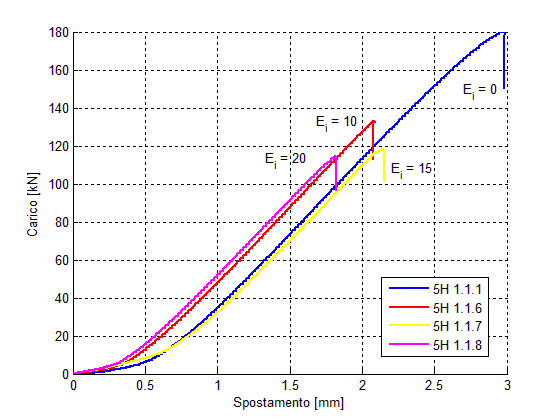 180
160
140
120
100
80
60
40
20
0
Carico [kN]
E_i = 0
E_i = 10
E_i = 20
E_i = 15
5H 1.1.1
5H 1.1.6
5H 1.1.7
5H 1.1.8
0 0.5 1 1.5 2 2.5 3
Spostamento [mm]